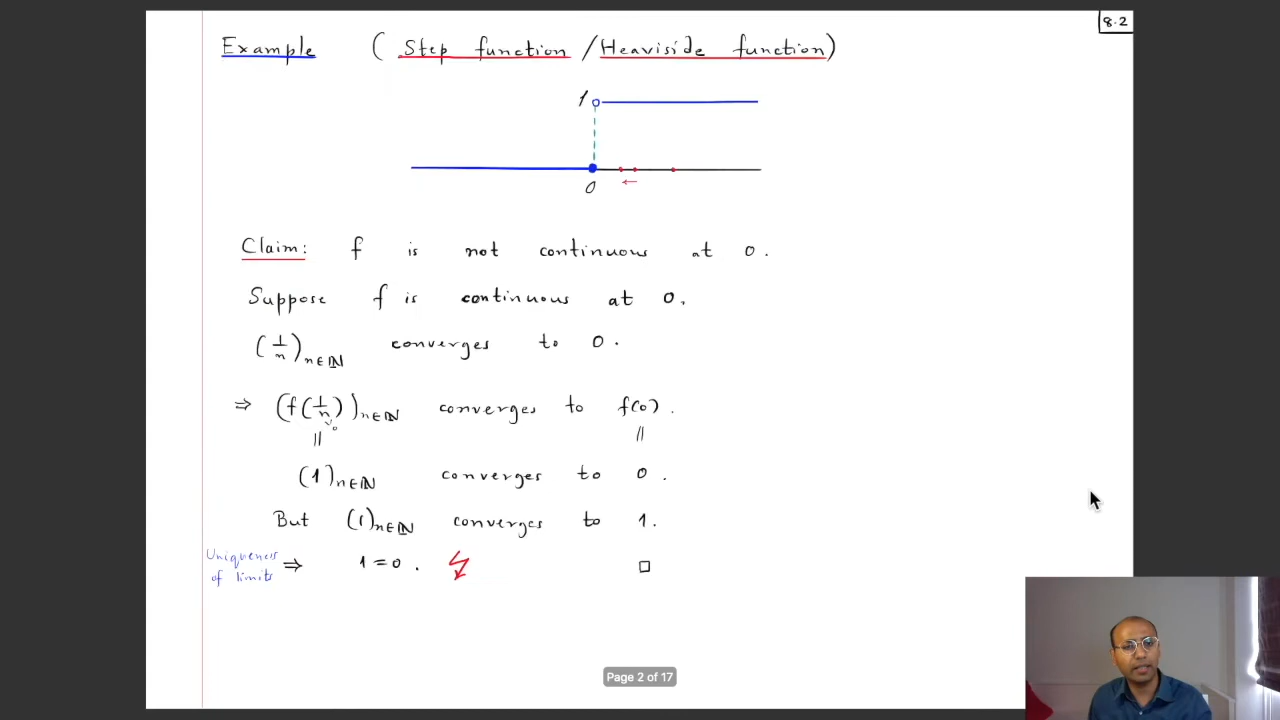 8.2
Example (Step function / Heaviside function)
1
0
←
Claim: f is not continuous at 0.
Suppose f is continuous at 0.
(1/n)n∈ℕ converges to 0.
⇒ (f(1/n))n∈ℕ converges to f(0).
∨0
|| ||
(1)n∈ℕ converges to 0.
But (1)n∈ℕ converges to 1.
Uniqueness of limits ⇒ 1 = 0. ↯ □
Page 2 of 17